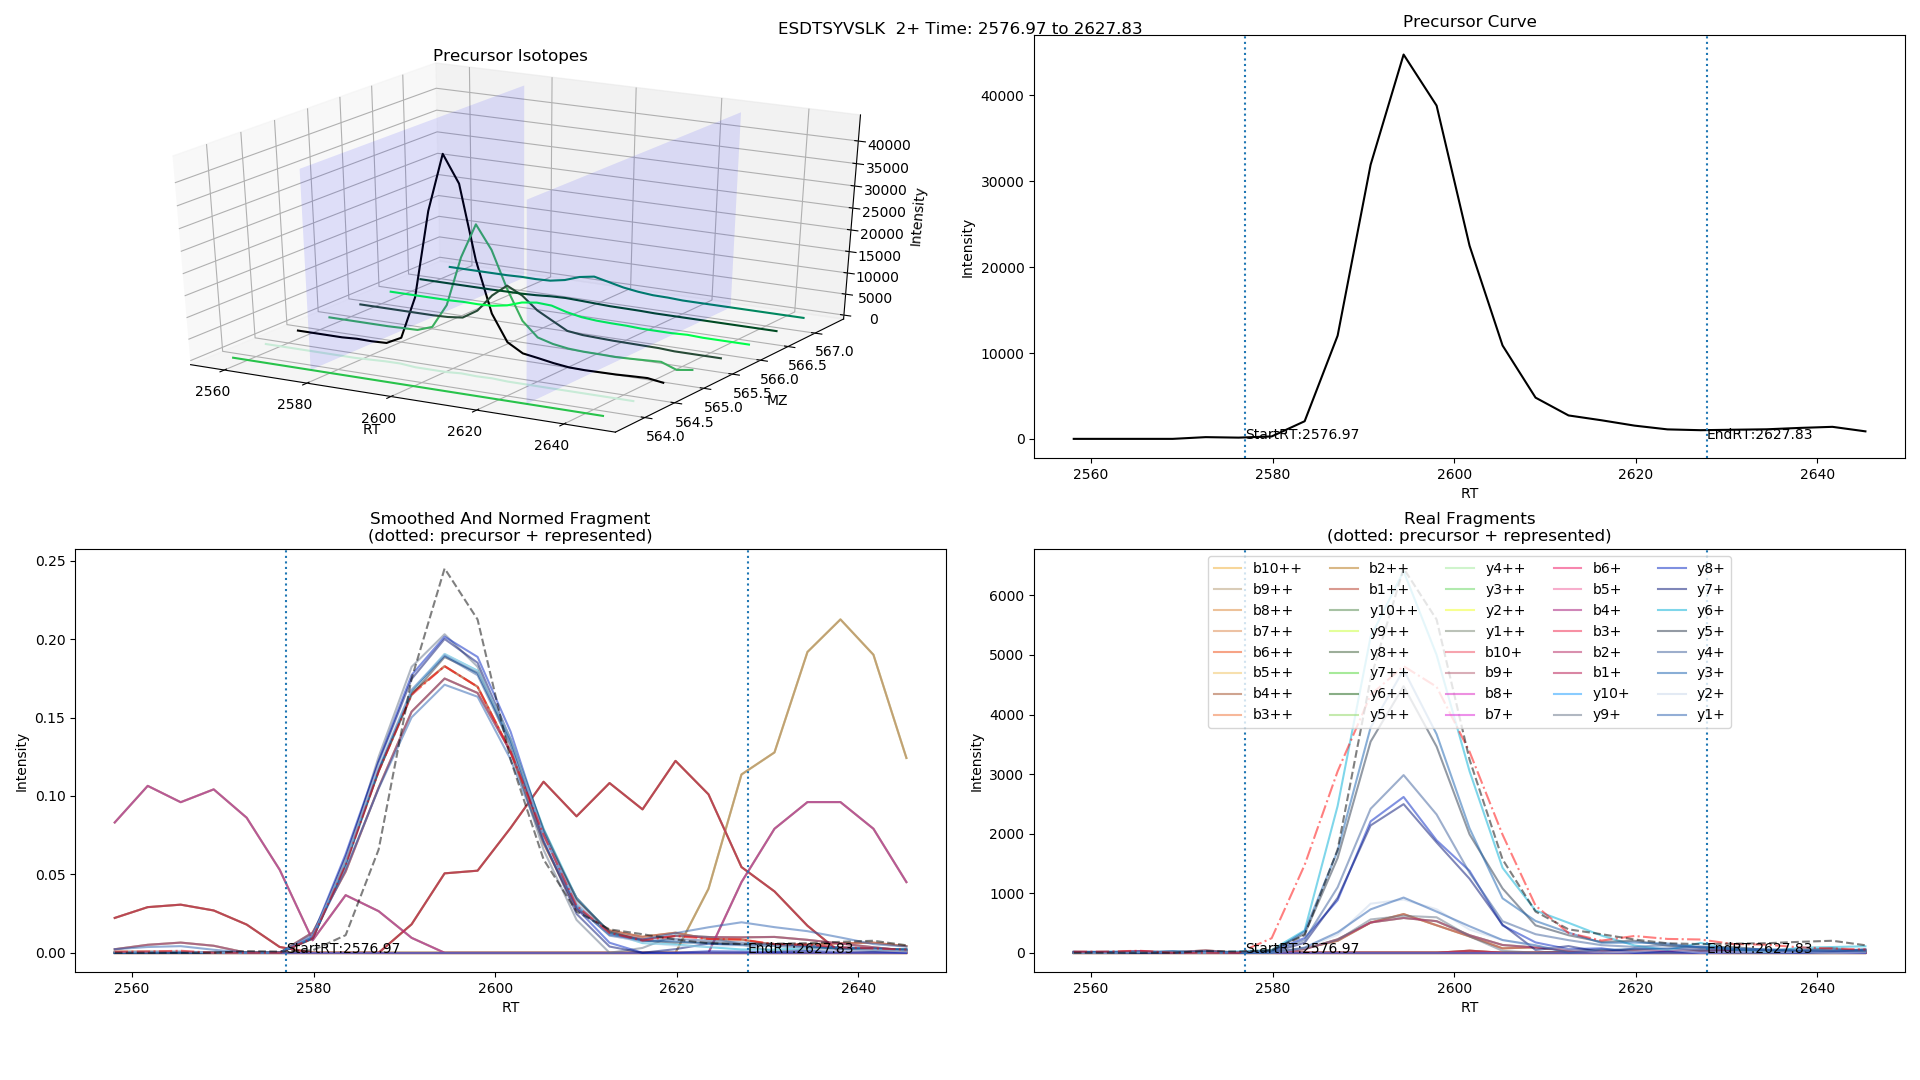 ESDTSYVSLK  2+ Time: 2576.97 to 2627.83
Precursor Isotopes
40000
35000
30000
25000
20000
15000
10000
5000
0
Intensity
567.0
566.5
566.0
565.5
565.0
564.5
564.0
MZ
2560
2580
2600
2620
2640
RT
Precursor Curve
40000
30000
20000
10000
0
Intensity
StartRT:2576.97
EndRT:2627.83
2560
2580
2600
2620
2640
RT
Smoothed And Normed Fragment
(dotted: precursor + represented)
0.25
0.20
0.15
0.10
0.05
0.00
Intensity
StartRT:2576.97
EndRT:2627.83
2560
2580
2600
2620
2640
RT
Real Fragments
(dotted: precursor + represented)
6000
5000
4000
3000
2000
1000
0
Intensity
b10++
b9++
b8++
b7++
b6++
b5++
b4++
b3++
b2++
b1++
y10++
y9++
y8++
y7++
y6++
y5++
y4++
y3++
y2++
y1++
b10+
b9+
b8+
b7+
b6+
b5+
b4+
b3+
b2+
b1+
y10+
y9+
y8+
y7+
y6+
y5+
y4+
y3+
y2+
y1+
StartRT:2576.97
EndRT:2627.83
2560
2580
2600
2620
2640
RT